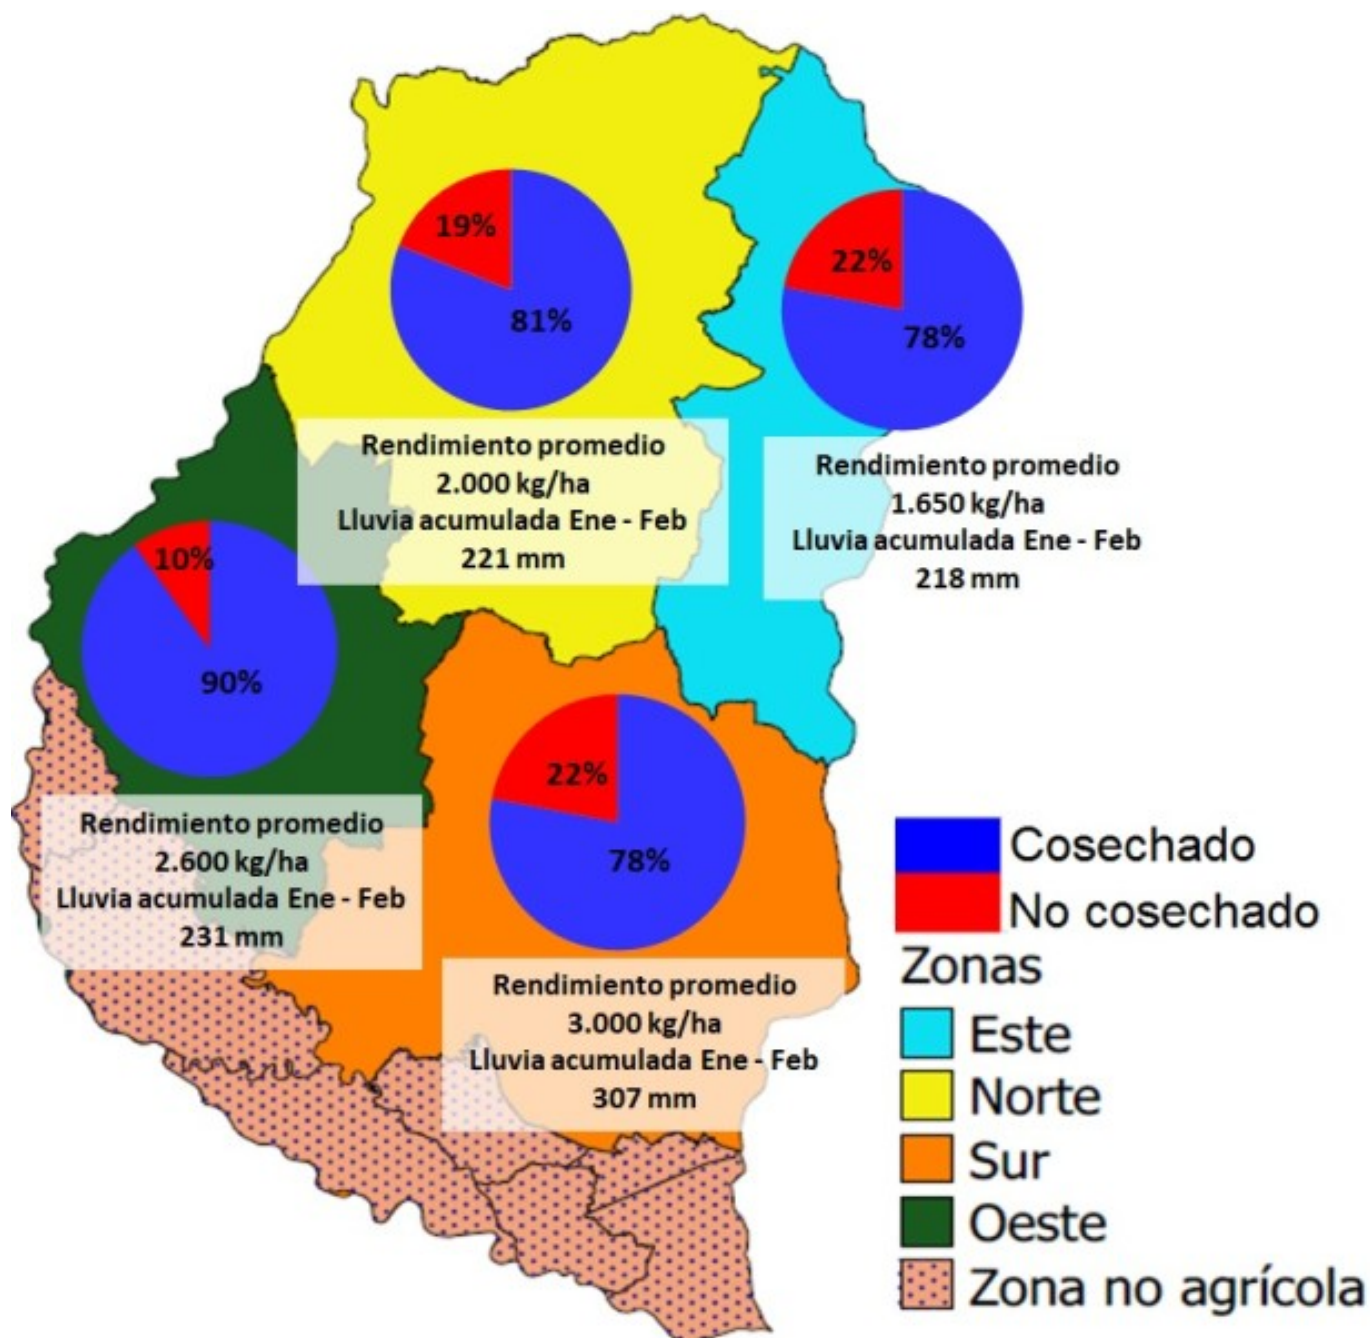 19%
81%
Rendimiento promedio
2.000 kg/ha
Lluvia acumulada Ene - Feb
221 mm
22%
78%
Rendimiento promedio
1.650 kg/ha
Lluvia acumulada Ene - Feb
218 mm
10%
90%
Rendimiento promedio
2.600 kg/ha
Lluvia acumulada Ene - Feb
231 mm
22%
78%
Rendimiento promedio
3.000 kg/ha
Lluvia acumulada Ene - Feb
307 mm
Cosechado
No cosechado
Zonas
Este
Norte
Sur
Oeste
Zona no agrícola